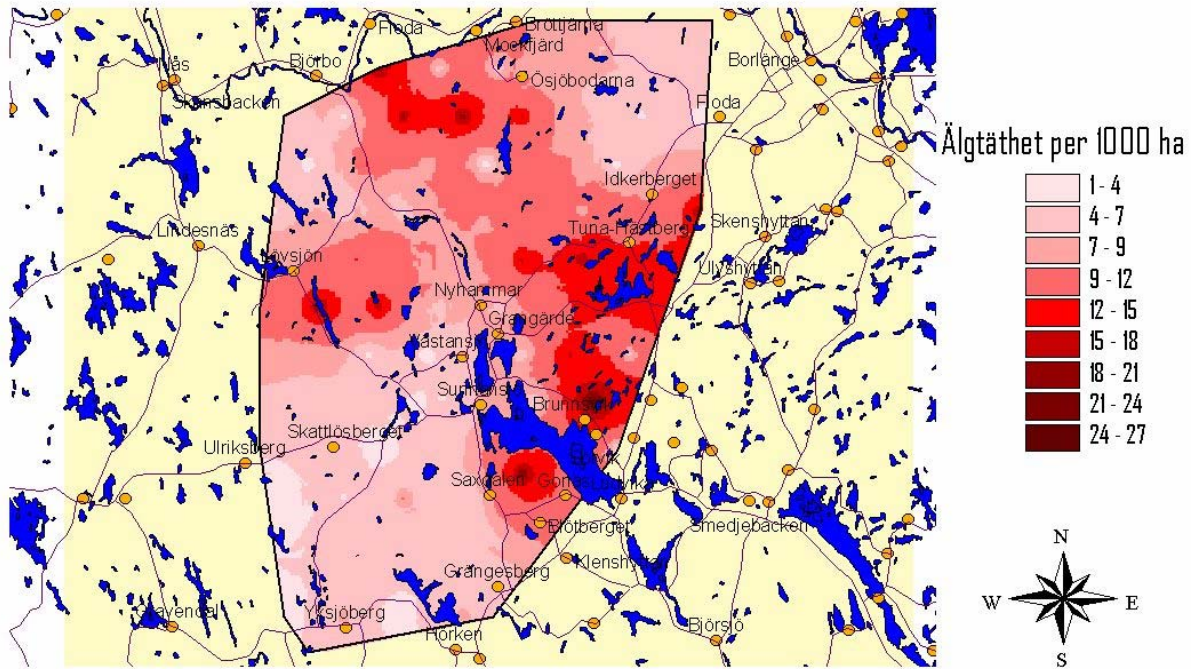 Bröttjärna
Floda
Mockfjärd
Nås
Björbo
Ösjöbodarna
Borlänge
Skansbacken
Floda
Älgtäthet per 1000 ha
1 - 4
4 - 7
7 - 9
9 - 12
12 - 15
15 - 18
18 - 21
21 - 24
24 - 27
Idkerberget
Lindesnäs
Tuna-Hästberg
Skenshyttan
Lövsjön
Ulvshyttan
Nyhammar
Grangärde
Västansjö
Sunnansjö
Brunnsvik
Skattlösberget
Ulriksberg
Saxdalen
Gonäs
Ludvika
Blötberget
Smedjebacken
Klenshyttan
Grängesberg
Gravendal
Yxsjöberg
Hörken
Björsjö
N
W
E
S